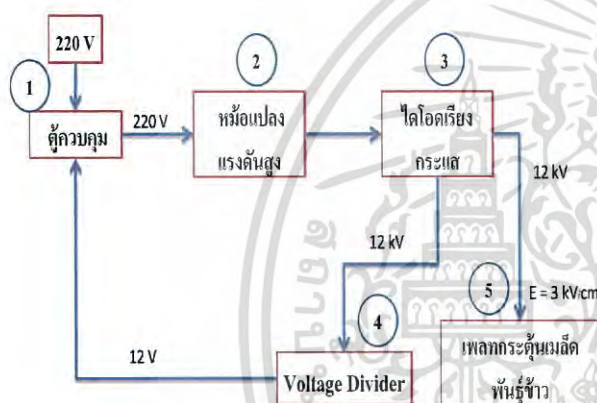 220 V
1
2
3
ตู้ควบคุม
220 V
หม้อแปลง
แรงดันสูง
ไดโอดเรียง
กระแส
12 kV
12 kV
4
5
E = 3 kV/cm
12 V
Voltage Divider
เพลทกระตุ้นเมล็ด
พันธุ์ข้าว